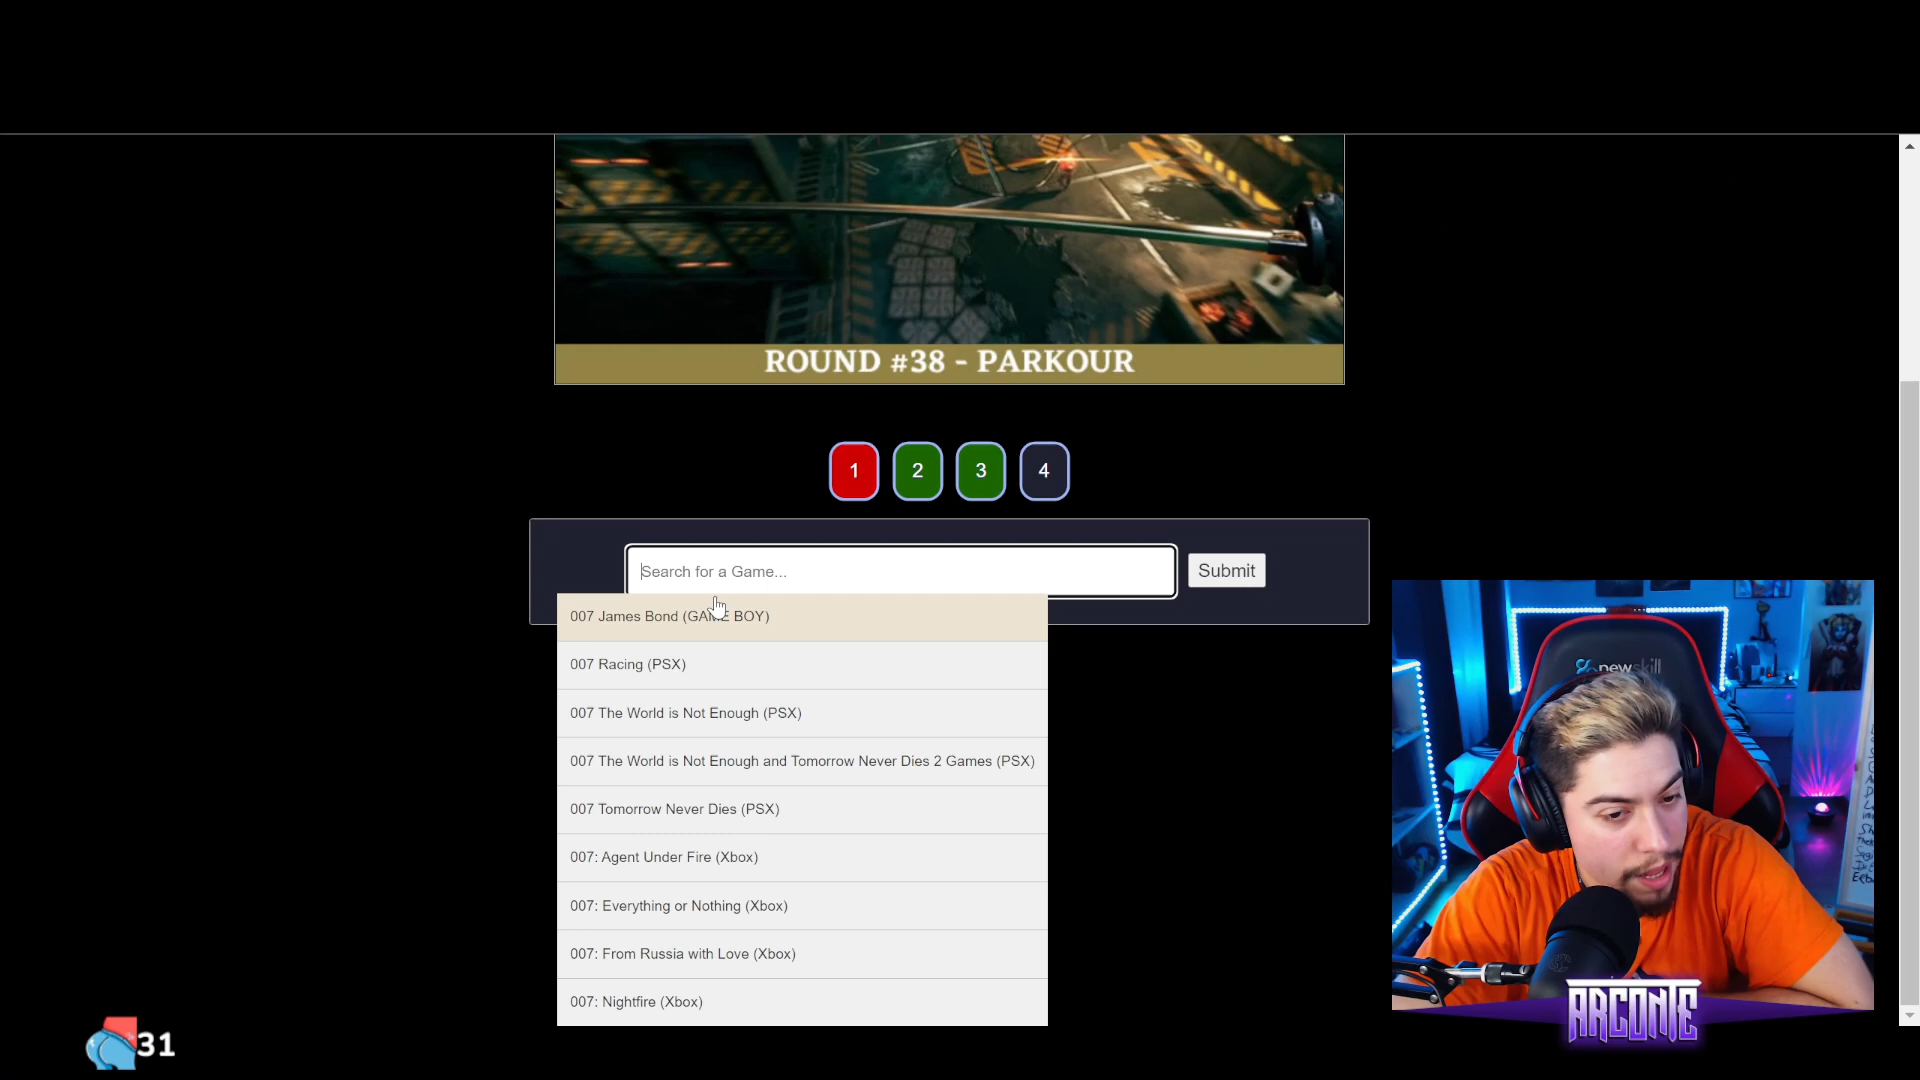 ROUND #38 - PARKOUR
1 2 3 4
Search for a Game...
Submit
007 James Bond (GAME BOY)
007 Racing (PSX)
007 The World is Not Enough (PSX)
007 The World is Not Enough and Tomorrow Never Dies 2 Games (PSX)
007 Tomorrow Never Dies (PSX)
007: Agent Under Fire (Xbox)
007: Everything or Nothing (Xbox)
007: From Russia with Love (Xbox)
007: Nightfire (Xbox)
newskill
ARCONTE
31